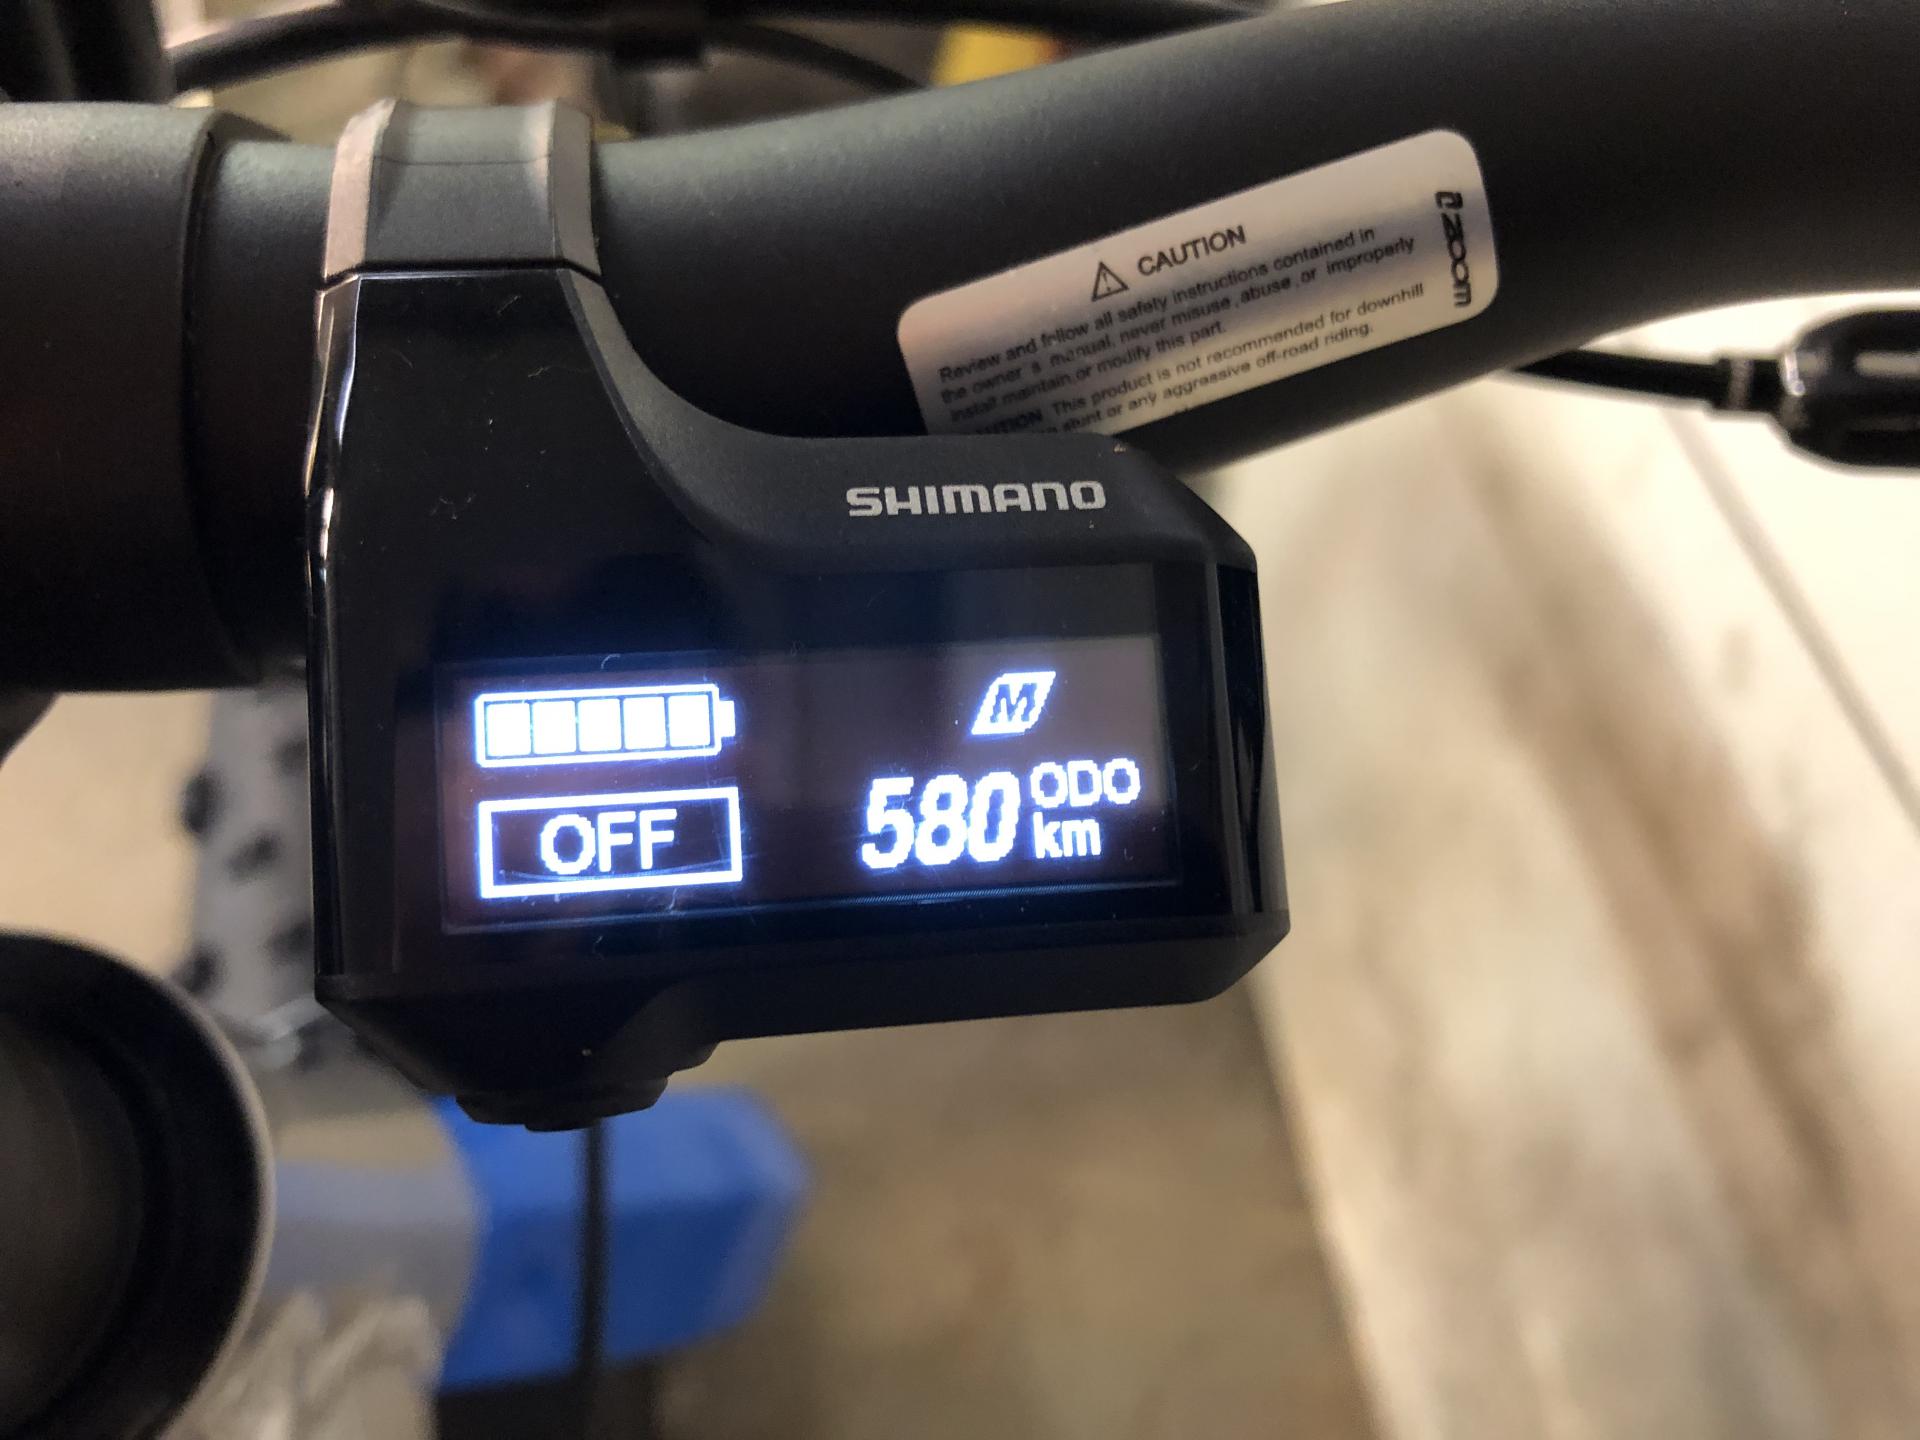 CAUTION
Review and follow all safety instructions contained in
the owner s manual, never misuse ,abuse ,or improperly
install maintain,or modify this part.
This product is not recommended for downhill
stunt or any aggressive off-road riding.
zoom
SHIMANO
M
580 ODO
km
OFF